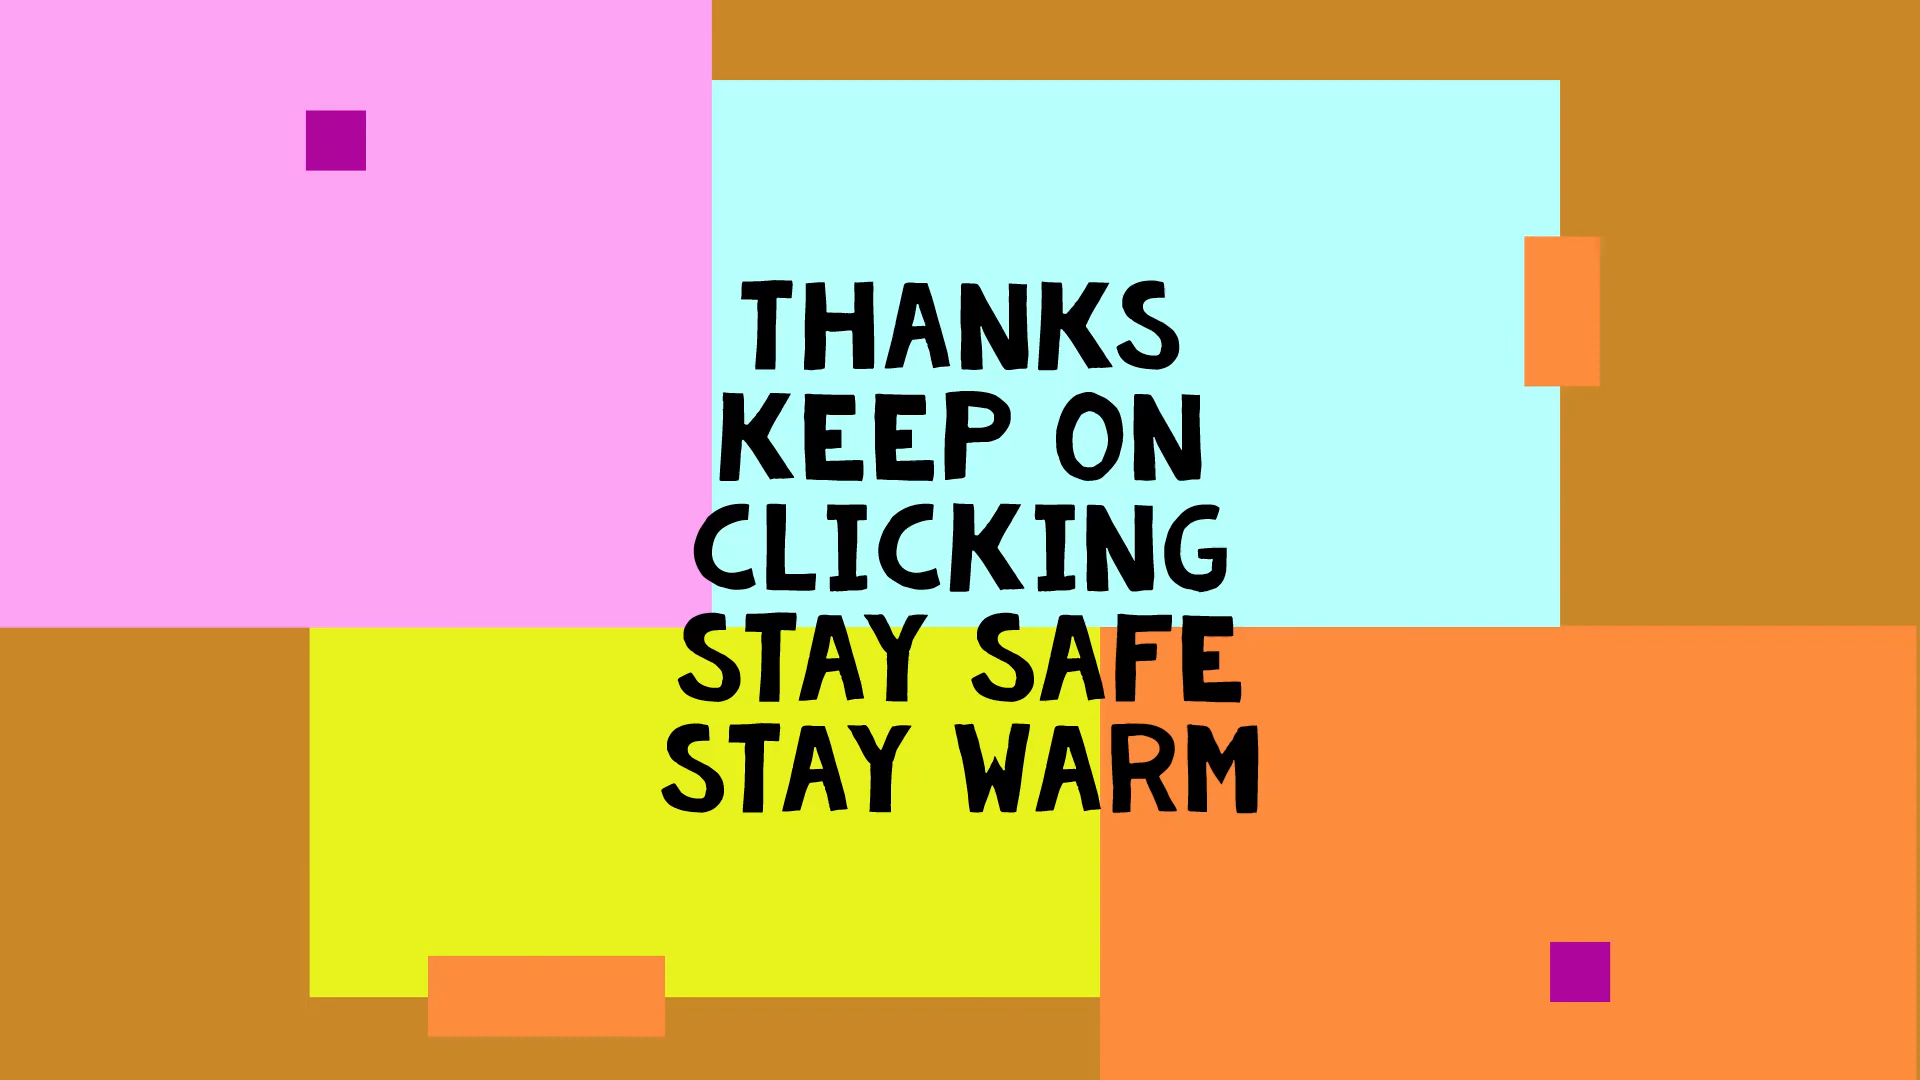 THANKS
KEEP ON
CLICKING
STAY SAFE
STAY WARM